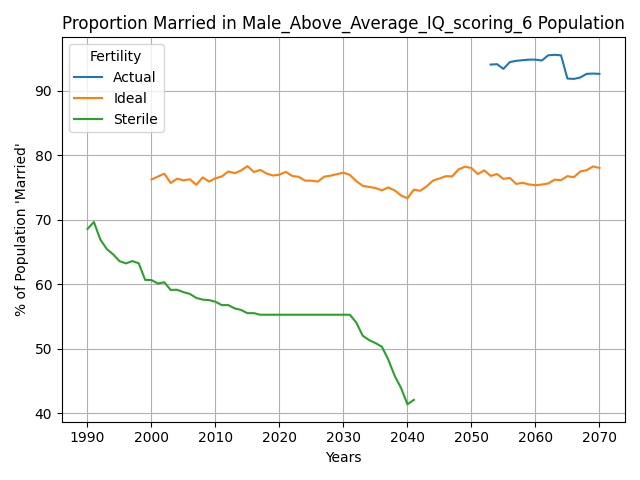 Proportion Married in Male_Above_Average_IQ_scoring_6 Population
Fertility
Actual
Ideal
Sterile
% of Population 'Married'
90
80
70
60
50
40
1990
2000
2010
2020
2030
2040
2050
2060
2070
Years